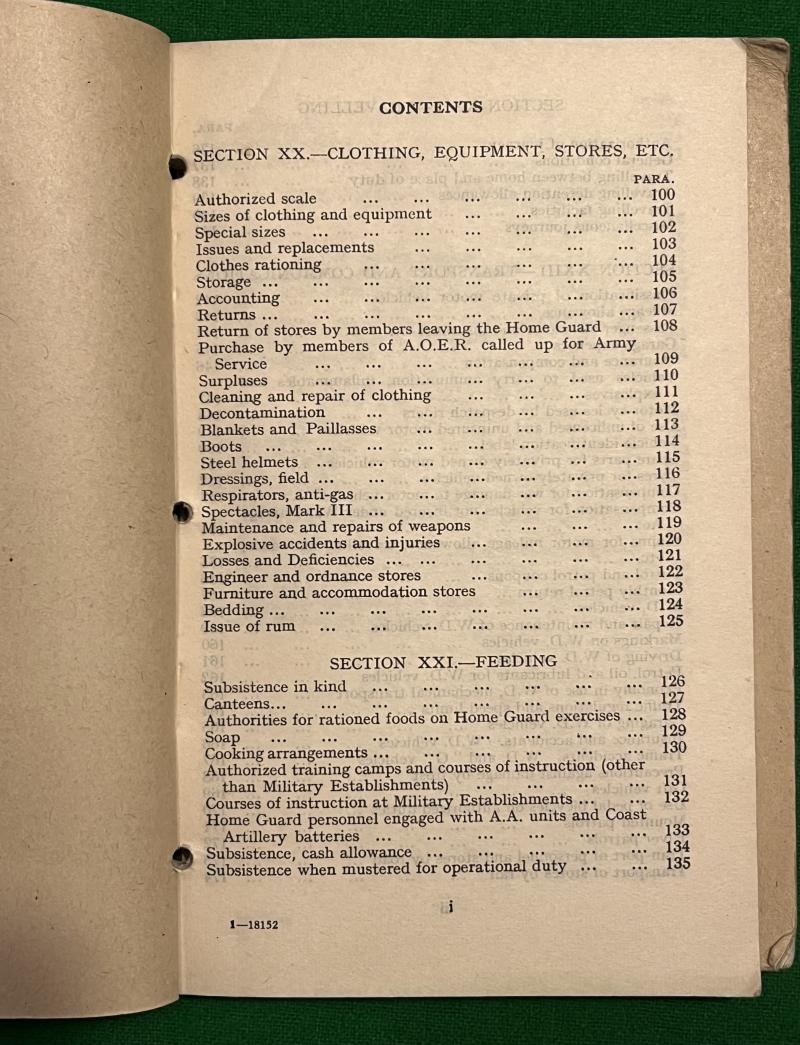 CONTENTS
SECTION XX.—CLOTHING, EQUIPMENT, STORES, ETC.
PARA.
Authorized scale ... ... ... ... ... ... 100
Sizes of clothing and equipment ... ... ... ... 101
Special sizes ... ... ... ... ... ... ... 102
Issues and replacements ... ... ... ... ... 103
Clothes rationing ... ... ... ... ... ... 104
Storage ... ... ... ... ... ... ... ... 105
Accounting ... ... ... ... ... ... ... 106
Returns ... ... ... ... ... ... ... ... 107
Return of stores by members leaving the Home Guard ... 108
Purchase by members of A.O.E.R. called up for Army
Service ... ... ... ... ... ... ... 109
Surpluses ... ... ... ... ... ... ... 110
Cleaning and repair of clothing ... ... ... ... 111
Decontamination ... ... ... ... ... ... 112
Blankets and Paillasses ... ... ... ... ... 113
Boots ... ... ... ... ... ... ... ... 114
Steel helmets ... ... ... ... ... ... ... 115
Dressings, field ... ... ... ... ... ... ... 116
Respirators, anti-gas ... ... ... ... ... ... 117
Spectacles, Mark III ... ... ... ... ... ... 118
Maintenance and repairs of weapons ... ... ... 119
Explosive accidents and injuries ... ... ... ... 120
Losses and Deficiencies ... ... ... ... ... ... 121
Engineer and ordnance stores ... ... ... ... 122
Furniture and accommodation stores ... ... ... 123
Bedding ... ... ... ... ... ... ... ... 124
Issue of rum ... ... ... ... ... ... ... 125
SECTION XXI.—FEEDING
Subsistence in kind ... ... ... ... ... ... 126
Canteens... ... ... ... ... ... ... ... 127
Authorities for rationed foods on Home Guard exercises ... 128
Soap ... ... ... ... ... ... ... ... 129
Cooking arrangements ... ... ... ... ... ... 130
Authorized training camps and courses of instruction (other
than Military Establishments) ... ... ... ... 131
Courses of instruction at Military Establishments ... ... 132
Home Guard personnel engaged with A.A. units and Coast
Artillery batteries ... ... ... ... ... ... 133
Subsistence, cash allowance ... ... ... ... ... 134
Subsistence when mustered for operational duty ... ... 135
i
1—18152